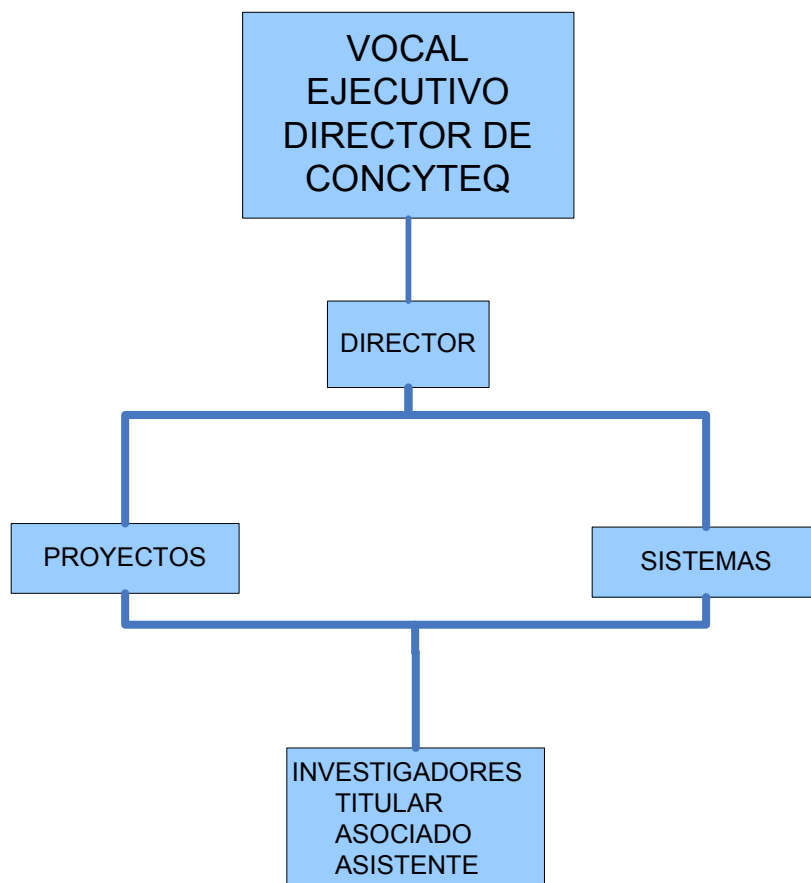 VOCAL
EJECUTIVO
DIRECTOR DE
CONCYTEQ
DIRECTOR
PROYECTOS
SISTEMAS
INVESTIGADORES
TITULAR
ASOCIADO
ASISTENTE